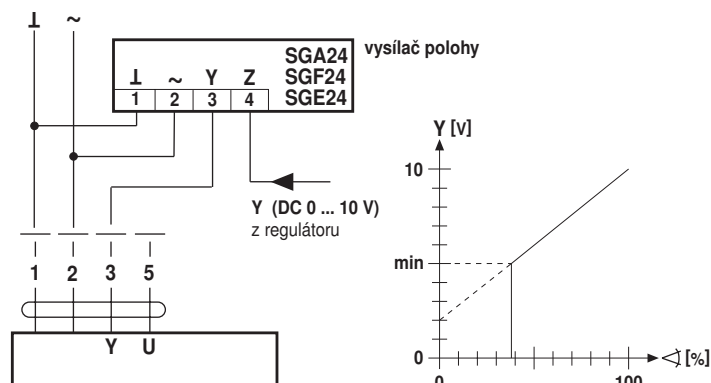 ⊥ ~
SGA24
vysílač polohy
SGF24
SGE24
⊥ ~ Y Z
1 2 3 4
Y (DC 0 ... 10 V)
z regulátoru
1 2 3 5
Y U
Y [V]
10
min
0
[%]
0 100